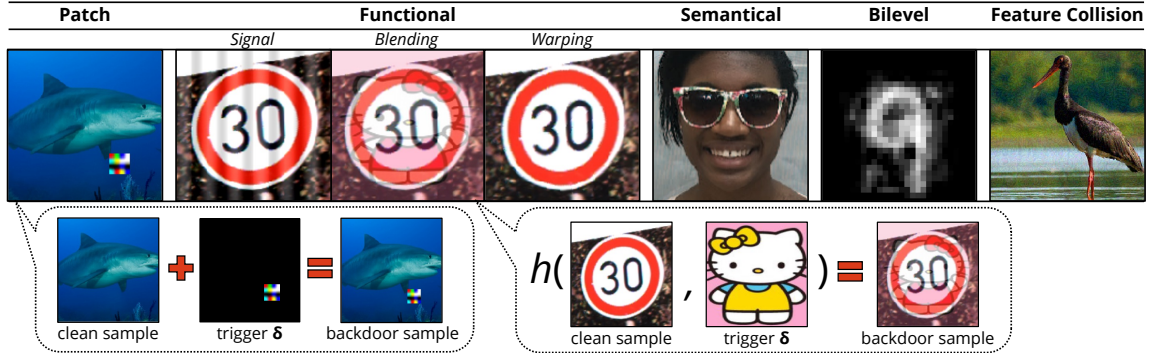 Patch Functional Semantical Bilevel Feature Collision
Signal Blending Warping
30 30 30
h( 30 , ) 30
clean sample trigger δ backdoor sample clean sample trigger δ backdoor sample